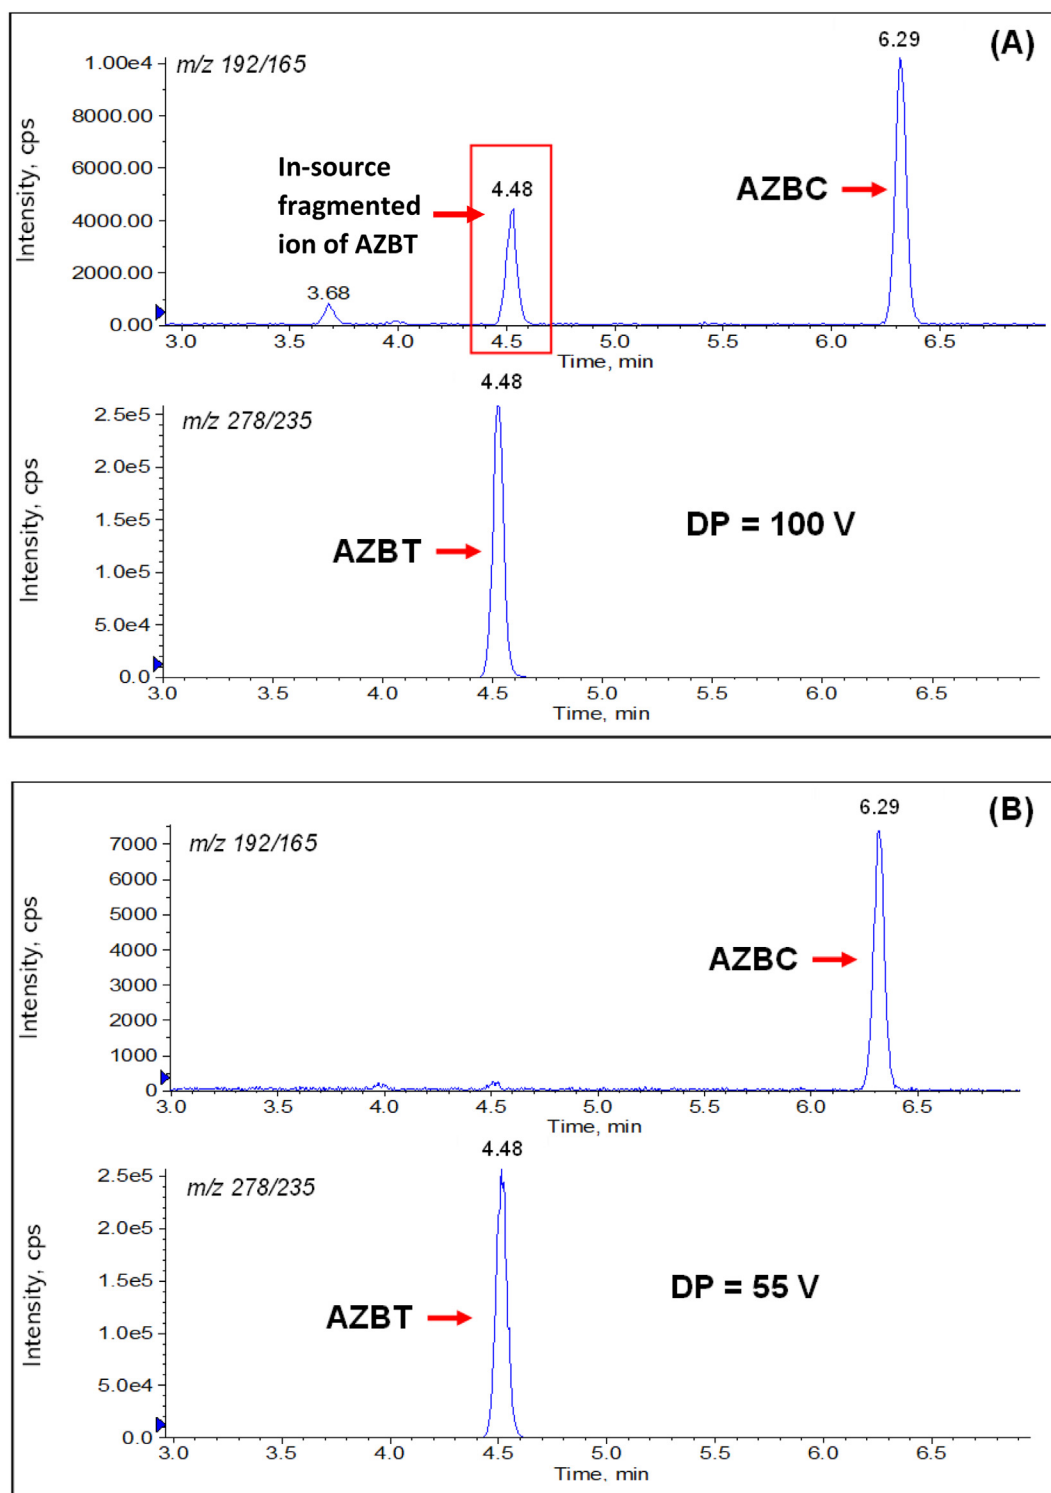 (A)
6.29
m/z 192/165
1.00e4
8000.00
6000.00
4000.00
2000.00
0.00
Intensity, cps
In-source
fragmented
ion of AZBT
4.48
AZBC
3.68
3.0 3.5 4.0 4.5 5.0 5.5 6.0 6.5
Time, min
4.48
m/z 278/235
2.5e5
2.0e5
1.5e5
1.0e5
5.0e4
0.0
Intensity, cps
AZBT
DP = 100 V
3.0 3.5 4.0 4.5 5.0 5.5 6.0 6.5
Time, min
(B)
6.29
m/z 192/165
7000
6000
5000
4000
3000
2000
1000
0
Intensity, cps
AZBC
3.0 3.5 4.0 4.5 5.0 5.5 6.0 6.5
Time, min
4.48
m/z 278/235
2.5e5
2.0e5
1.5e5
1.0e5
5.0e4
0.0
Intensity, cps
AZBT
DP = 55 V
3.0 3.5 4.0 4.5 5.0 5.5 6.0 6.5
Time, min